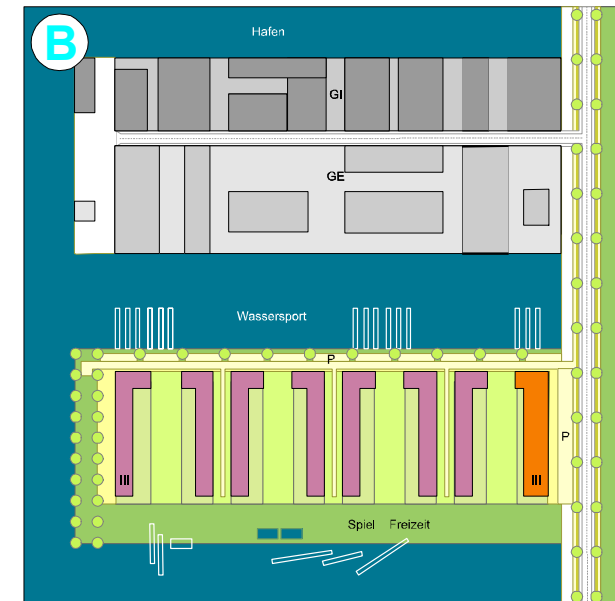 B
Hafen
GI
GE
Wassersport
P
P
III
III
Spiel Freizeit